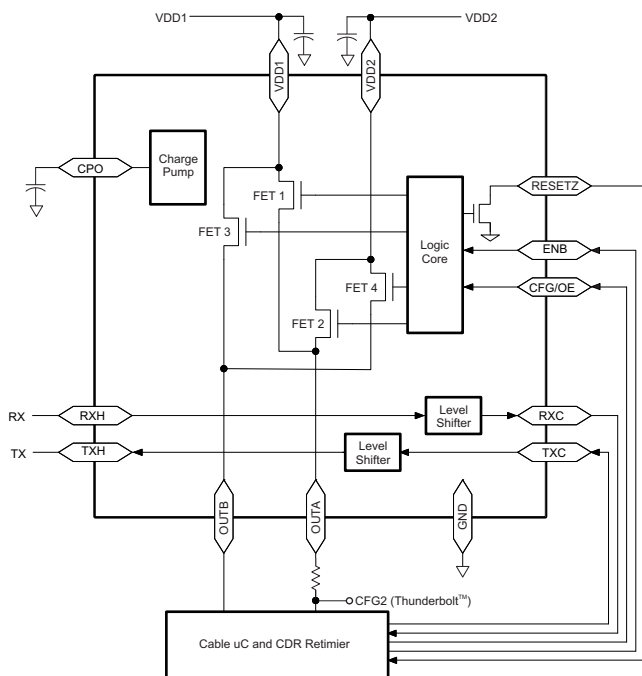 VDD1
VDD2
VDD1
VDD2
CPO
Charge
Pump
FET 1
RESETZ
FET 3
Logic
Core
ENB
FET 4
CFG/OE
FET 2
RX
RXH
Level
Shifter
RXC
TX
TXH
Level
Shifter
TXC
OUTB
OUTA
GND
CFG2 (Thunderbolt™)
Cable uC and CDR Retimier